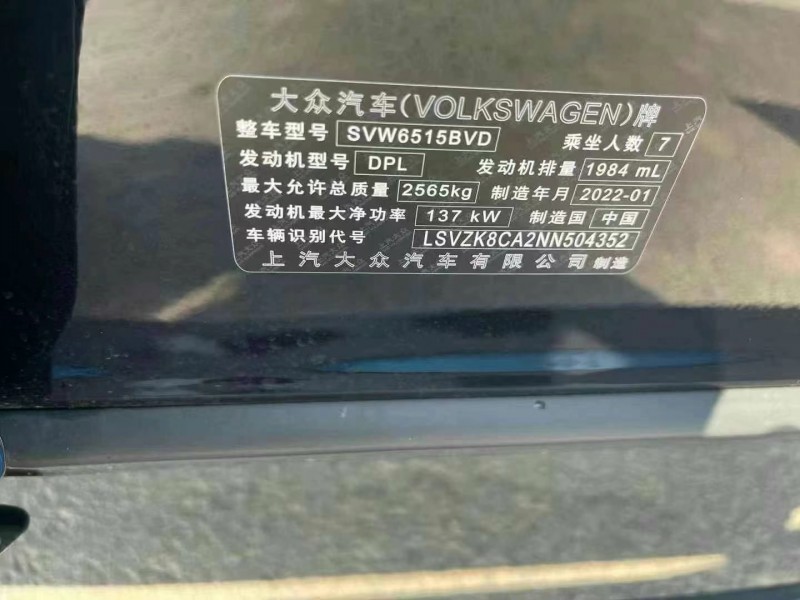 大众汽车(VOLKSWAGEN)牌
整车型号 SVW6515BVD 乘坐人数 7
发动机型号 DPL 发动机排量 1984 mL
最大允许总质量 2565kg 制造年月 2022-01
发动机最大净功率 137 kW 制造国 中国
车辆识别代号 LSVZK8CA2NN504352
上汽大众汽车有限公司 制造